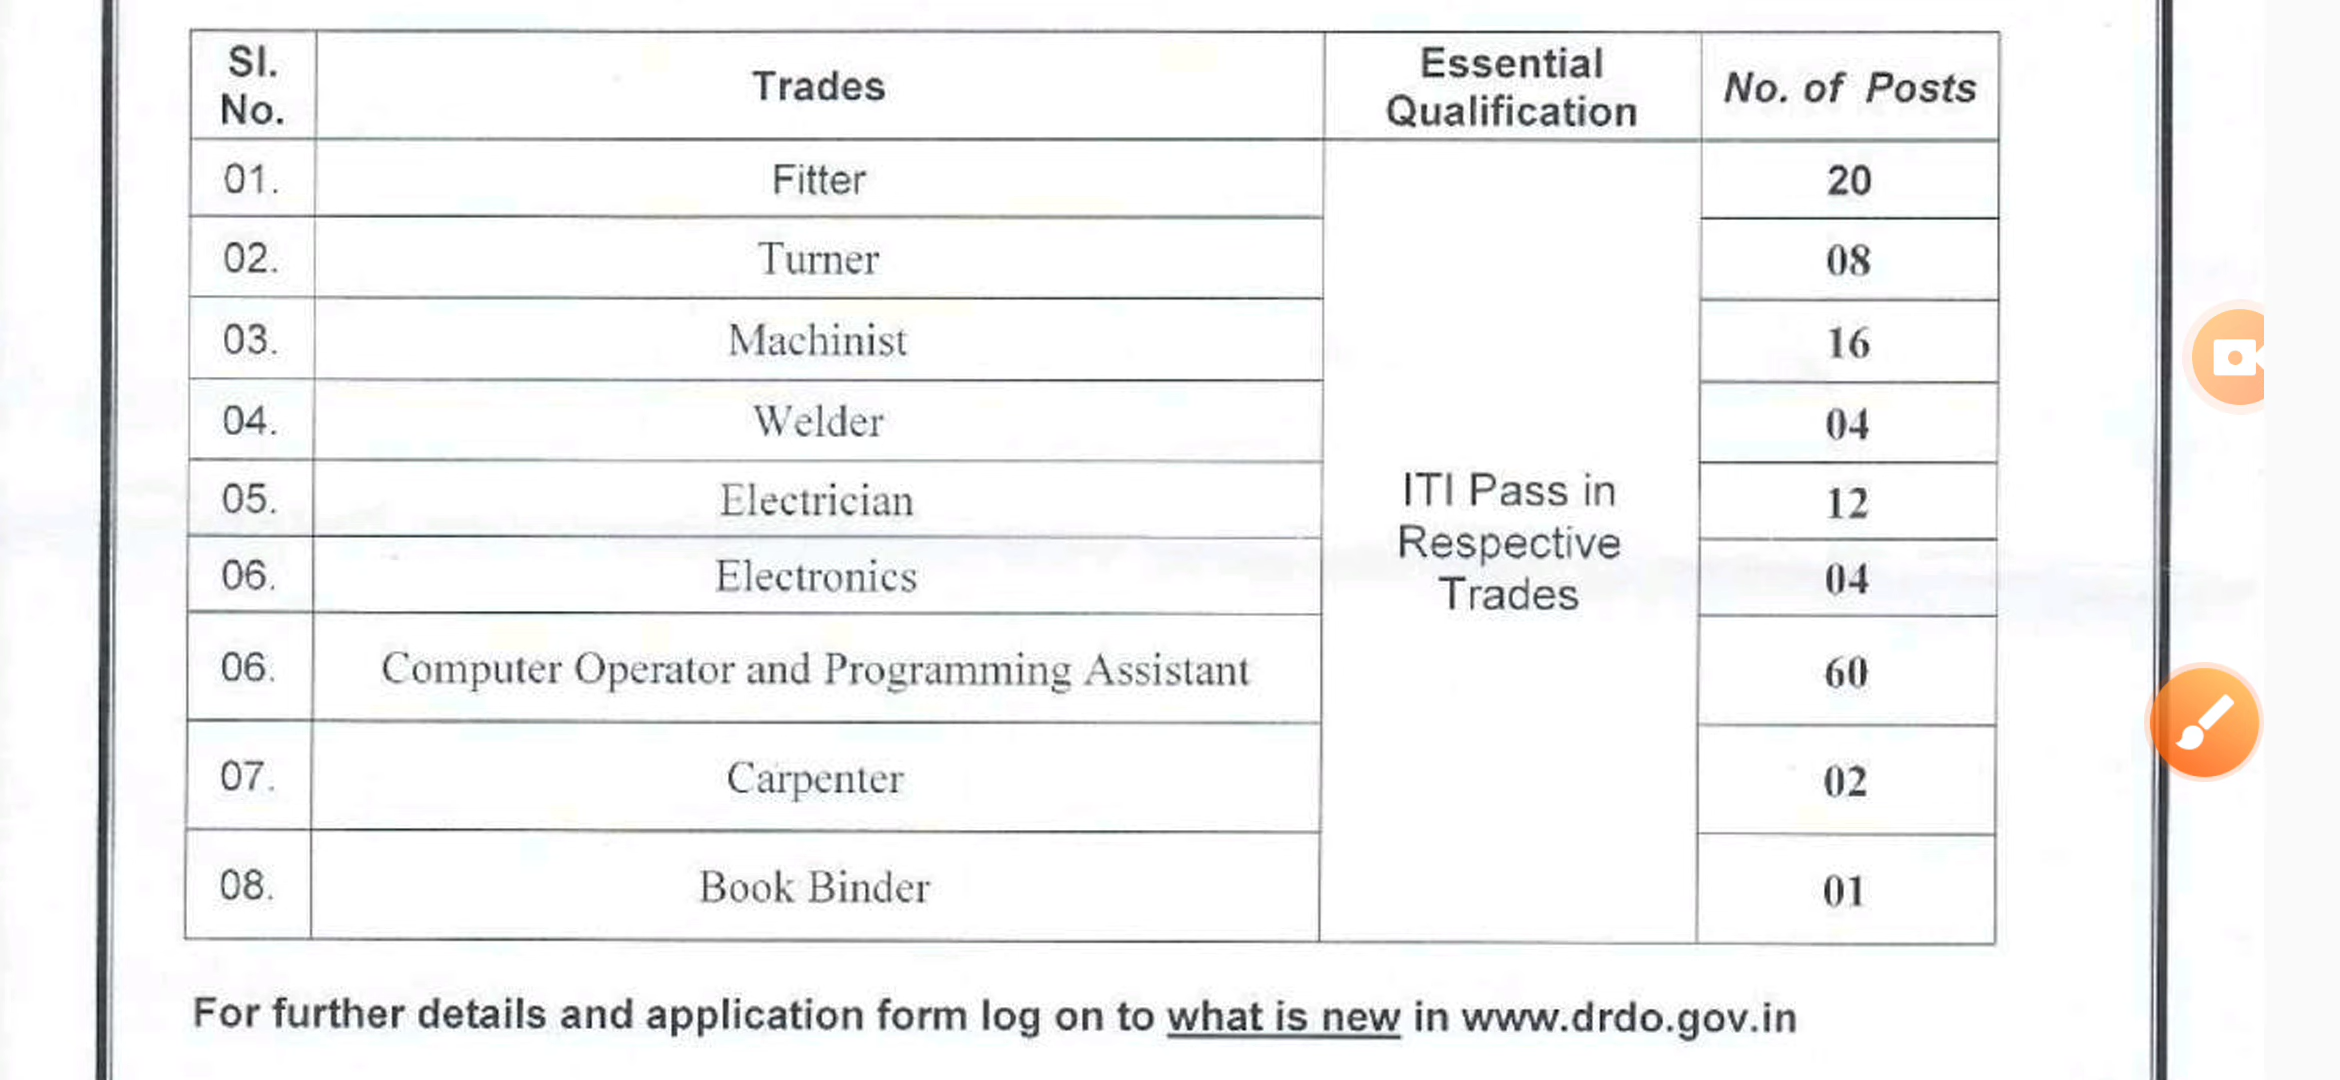 Sl. No. Trades Essential Qualification No. of Posts
01. Fitter 20
02. Turner 08
03. Machinist 16
04. Welder 04
05. Electrician 12
ITI Pass in Respective Trades
06. Electronics 04
06. Computer Operator and Programming Assistant 60
07. Carpenter 02
08. Book Binder 01
For further details and application form log on to what is new in www.drdo.gov.in